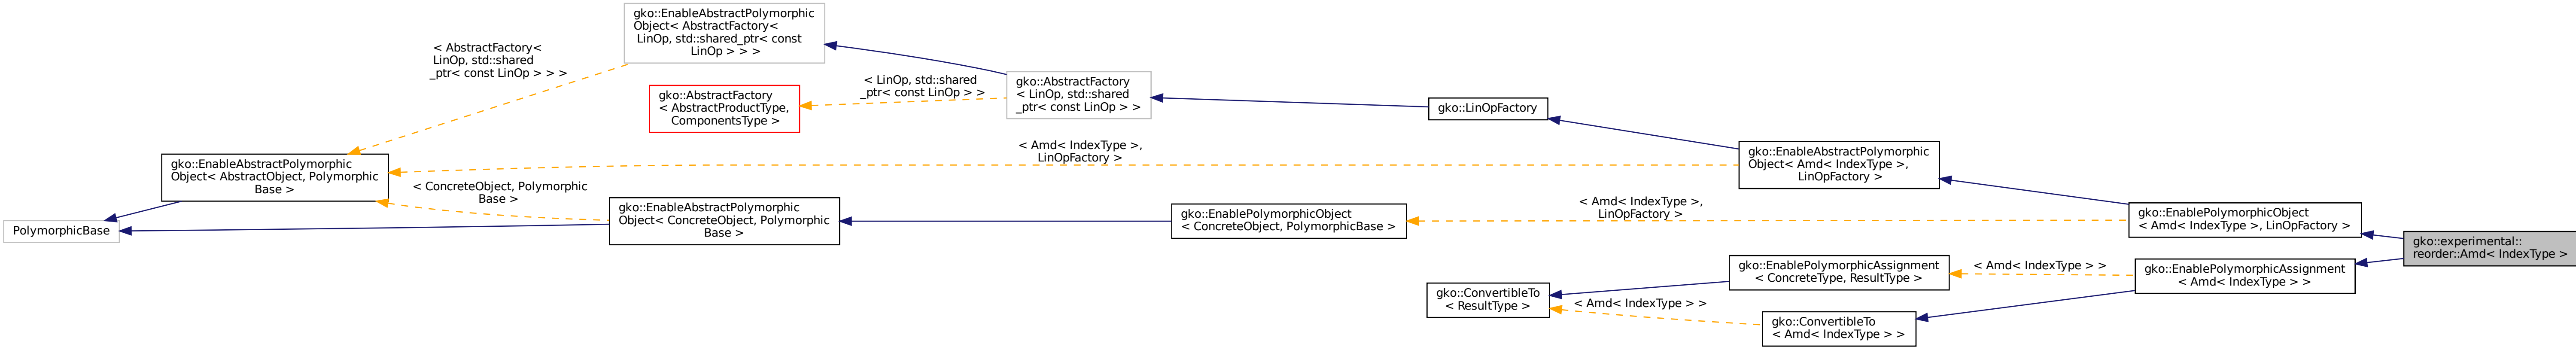 gko::EnableAbstractPolymorphic
Object< AbstractFactory<
LinOp, std::shared_ptr< const
LinOp > > >
< AbstractFactory<
LinOp, std::shared
_ptr< const LinOp > > >
gko::AbstractFactory
< AbstractProductType,
ComponentsType >
< LinOp, std::shared
_ptr< const LinOp > >
gko::AbstractFactory
< LinOp, std::shared
_ptr< const LinOp > >
gko::LinOpFactory
< Amd< IndexType >,
LinOpFactory >
gko::EnableAbstractPolymorphic
Object< Amd< IndexType >,
LinOpFactory >
gko::EnableAbstractPolymorphic
Object< AbstractObject, Polymorphic
Base >
< ConcreteObject, Polymorphic
Base >
PolymorphicBase
gko::EnableAbstractPolymorphic
Object< ConcreteObject, Polymorphic
Base >
gko::EnablePolymorphicObject
< ConcreteObject, PolymorphicBase >
< Amd< IndexType >,
LinOpFactory >
gko::EnablePolymorphicObject
< Amd< IndexType >, LinOpFactory >
gko::experimental::
reorder::Amd< IndexType >
gko::EnablePolymorphicAssignment
< ConcreteType, ResultType >
< Amd< IndexType > >
gko::EnablePolymorphicAssignment
< Amd< IndexType > >
gko::ConvertibleTo
< ResultType >
< Amd< IndexType > >
gko::ConvertibleTo
< Amd< IndexType > >